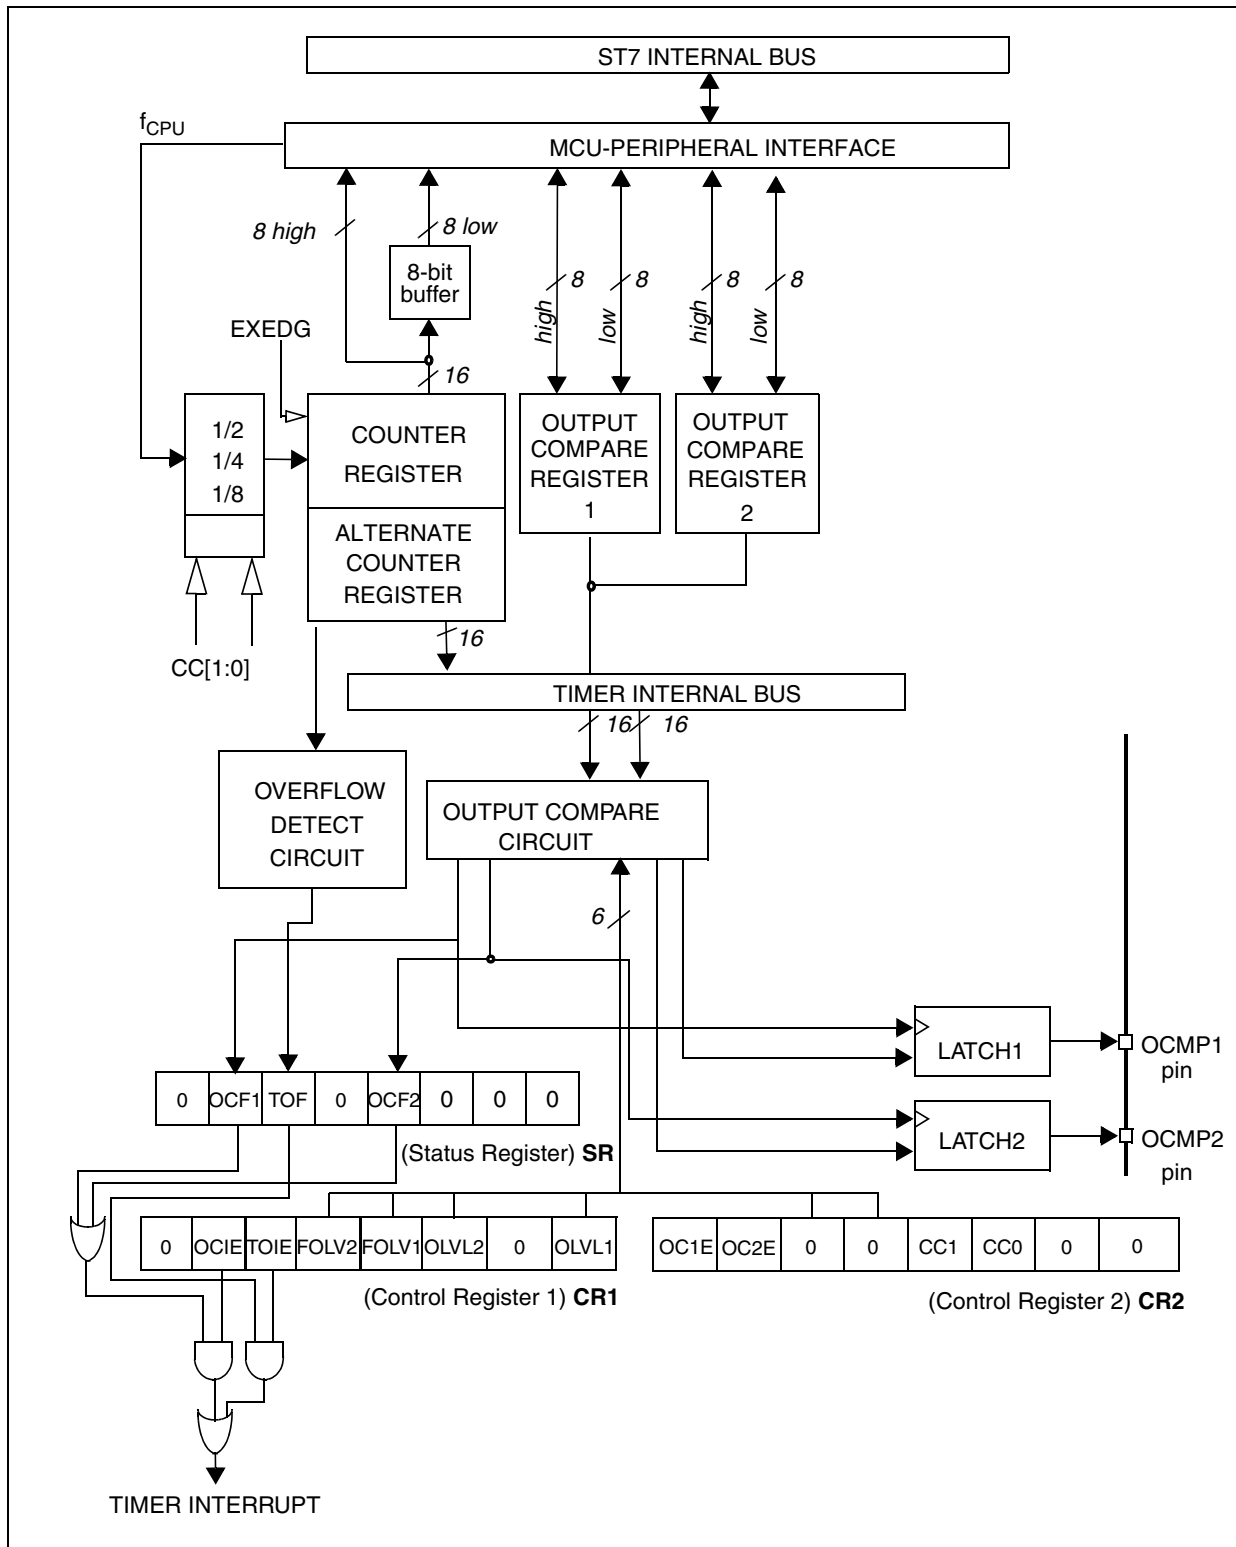 ST7 INTERNAL BUS
fCPU
MCU-PERIPHERAL INTERFACE
8 high
8 low
8-bit
buffer
8
8
8
8
high
low
high
low
EXEDG
16
1/2
1/4
1/8
COUNTER
REGISTER
OUTPUT
COMPARE
REGISTER
1
OUTPUT
COMPARE
REGISTER
2
ALTERNATE
COUNTER
REGISTER
16
CC[1:0]
TIMER INTERNAL BUS
16
16
OVERFLOW
DETECT
CIRCUIT
OUTPUT COMPARE
CIRCUIT
6
LATCH1
OCMP1
pin
0 OCF1 TOF 0 OCF2 0 0 0
LATCH2
OCMP2
pin
(Status Register) SR
0 OCIE TOIE FOLV2 FOLV1 OLVL2 0 OLVL1
OC1E OC2E 0 0 CC1 CC0 0 0
(Control Register 1) CR1
(Control Register 2) CR2
TIMER INTERRUPT